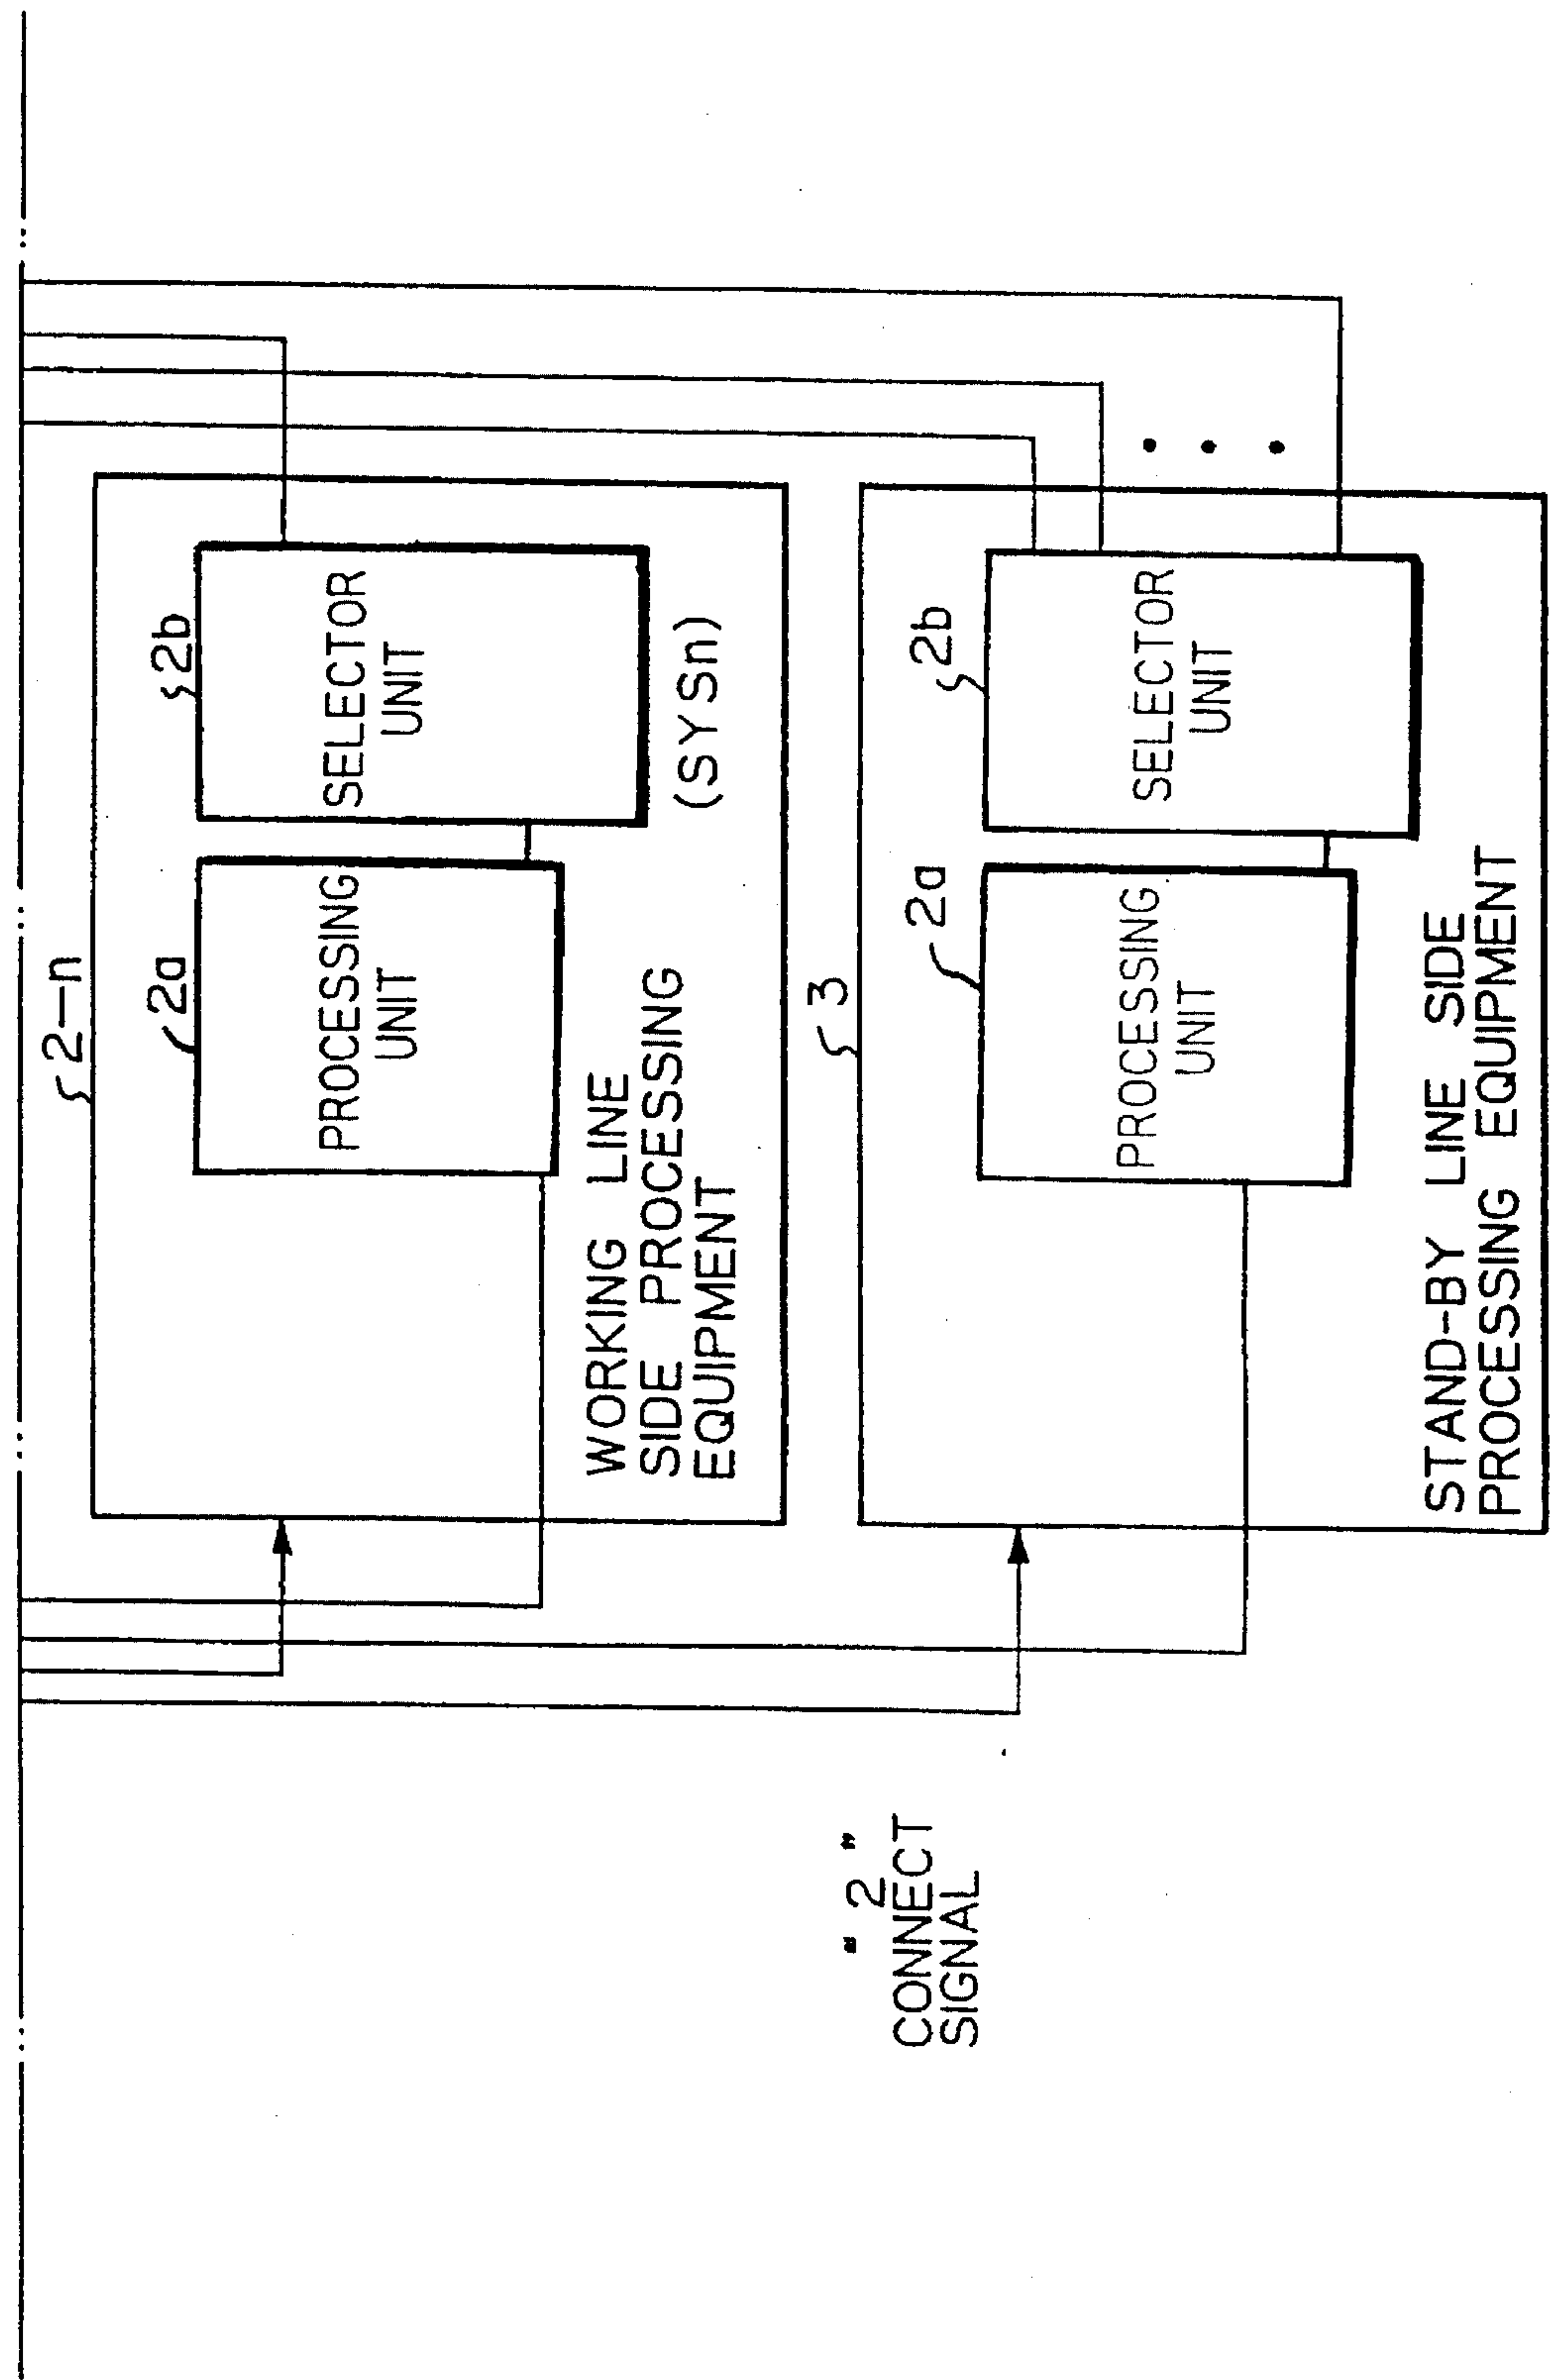 2-n
2a
PROCESSING
UNIT
2b
SELECTOR
UNIT
(SYSn)
WORKING LINE
SIDE PROCESSING
EQUIPMENT
3
2a
PROCESSING
UNIT
2b
SELECTOR
UNIT
STAND-BY LINE SIDE
PROCESSING EQUIPMENT
" 2 "
CONNECT
SIGNAL